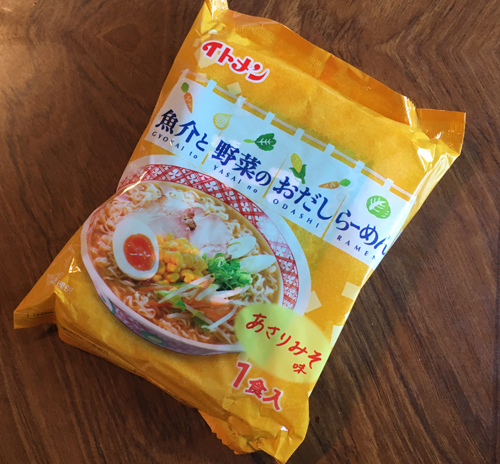 イトメン
魚介と野菜のおだしらーめん
GYOKAI to YASAI no ODASHI RAMEN
あさりみそ
味
1食入